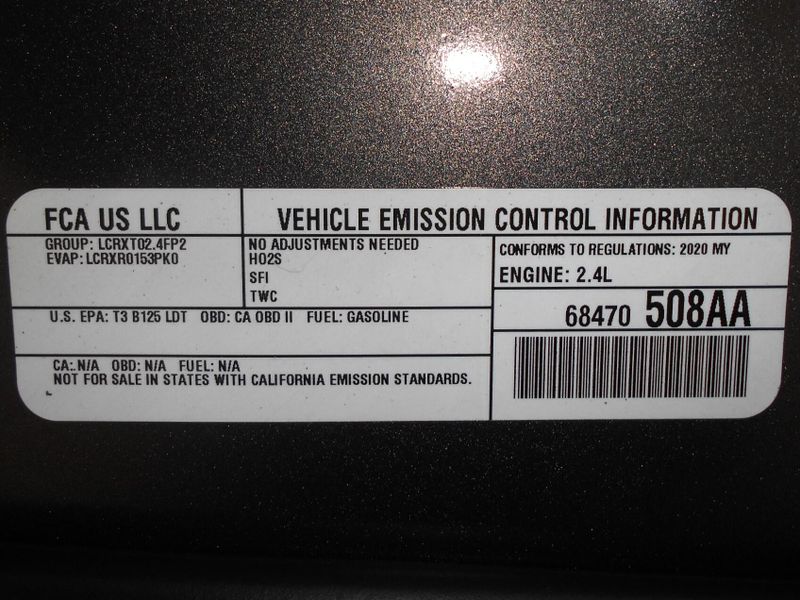 FCA US LLC
VEHICLE EMISSION CONTROL INFORMATION
GROUP: LCRXT02.4FP2
EVAP: LCRXR0153PK0
NO ADJUSTMENTS NEEDED
HO2S
SFI
TWC
CONFORMS TO REGULATIONS: 2020 MY
ENGINE: 2.4L
68470 508AA
U.S. EPA: T3 B125 LDT OBD: CA OBD II FUEL: GASOLINE
CA: N/A OBD: N/A FUEL: N/A
NOT FOR SALE IN STATES WITH CALIFORNIA EMISSION STANDARDS.